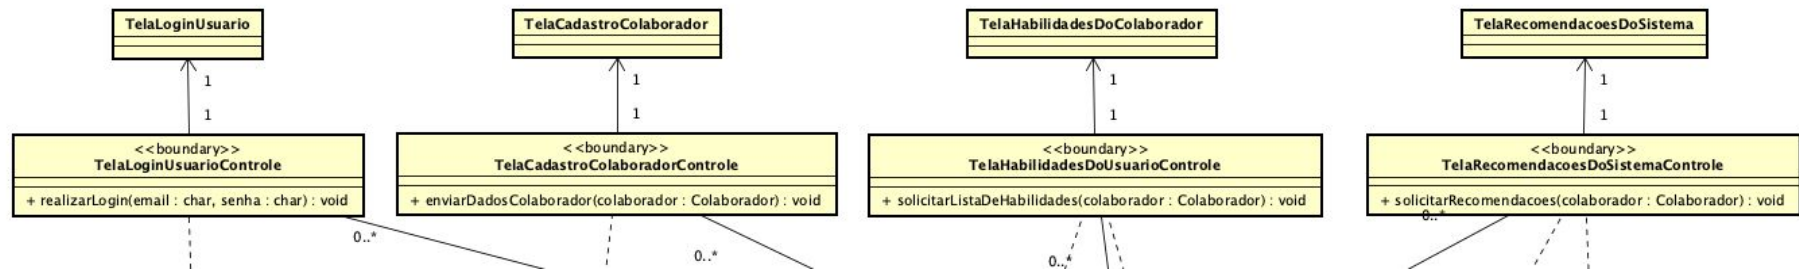 TelaLoginUsuario
TelaCadastroColaborador
TelaHabilidadesDoColaborador
TelaRecomendacoesDoSistema
1
1
1
1
1
1
1
1
<<boundary>>
TelaLoginUsuarioControle
+ realizarLogin(email : char, senha : char) : void
<<boundary>>
TelaCadastroColaboradorControle
+ enviarDadosColaborador(colaborador : Colaborador) : void
<<boundary>>
TelaHabilidadesDoUsuarioControle
+ solicitarListaDeHabilidades(colaborador : Colaborador) : void
<<boundary>>
TelaRecomendacoesDoSistemaControle
+ solicitarRecomendacoes(colaborador : Colaborador) : void
0..*
0..*
0..*
0..*